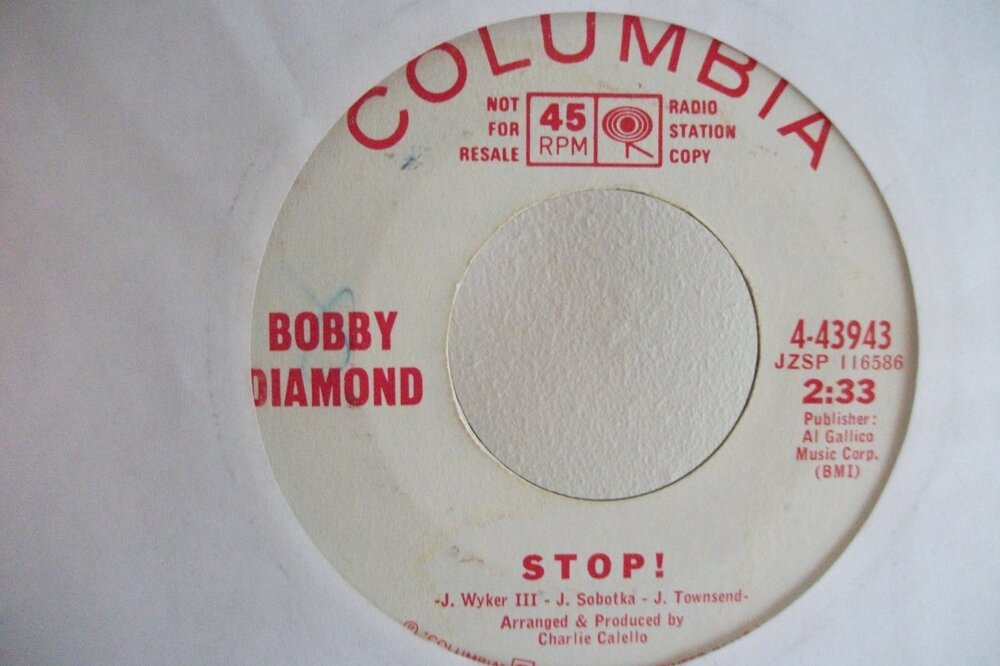 COLUMBIA
NOT FOR RESALE
45 RPM
RADIO STATION COPY
BOBBY
DIAMOND
4-43943
JZSP 116586
2:33
Publisher:
Al Gallico
Music Corp.
(BMI)
STOP!
-J. Wyker III - J. Sobotka - J. Townsend-
Arranged & Produced by
Charlie Calello
℗ "COLUMBIA"